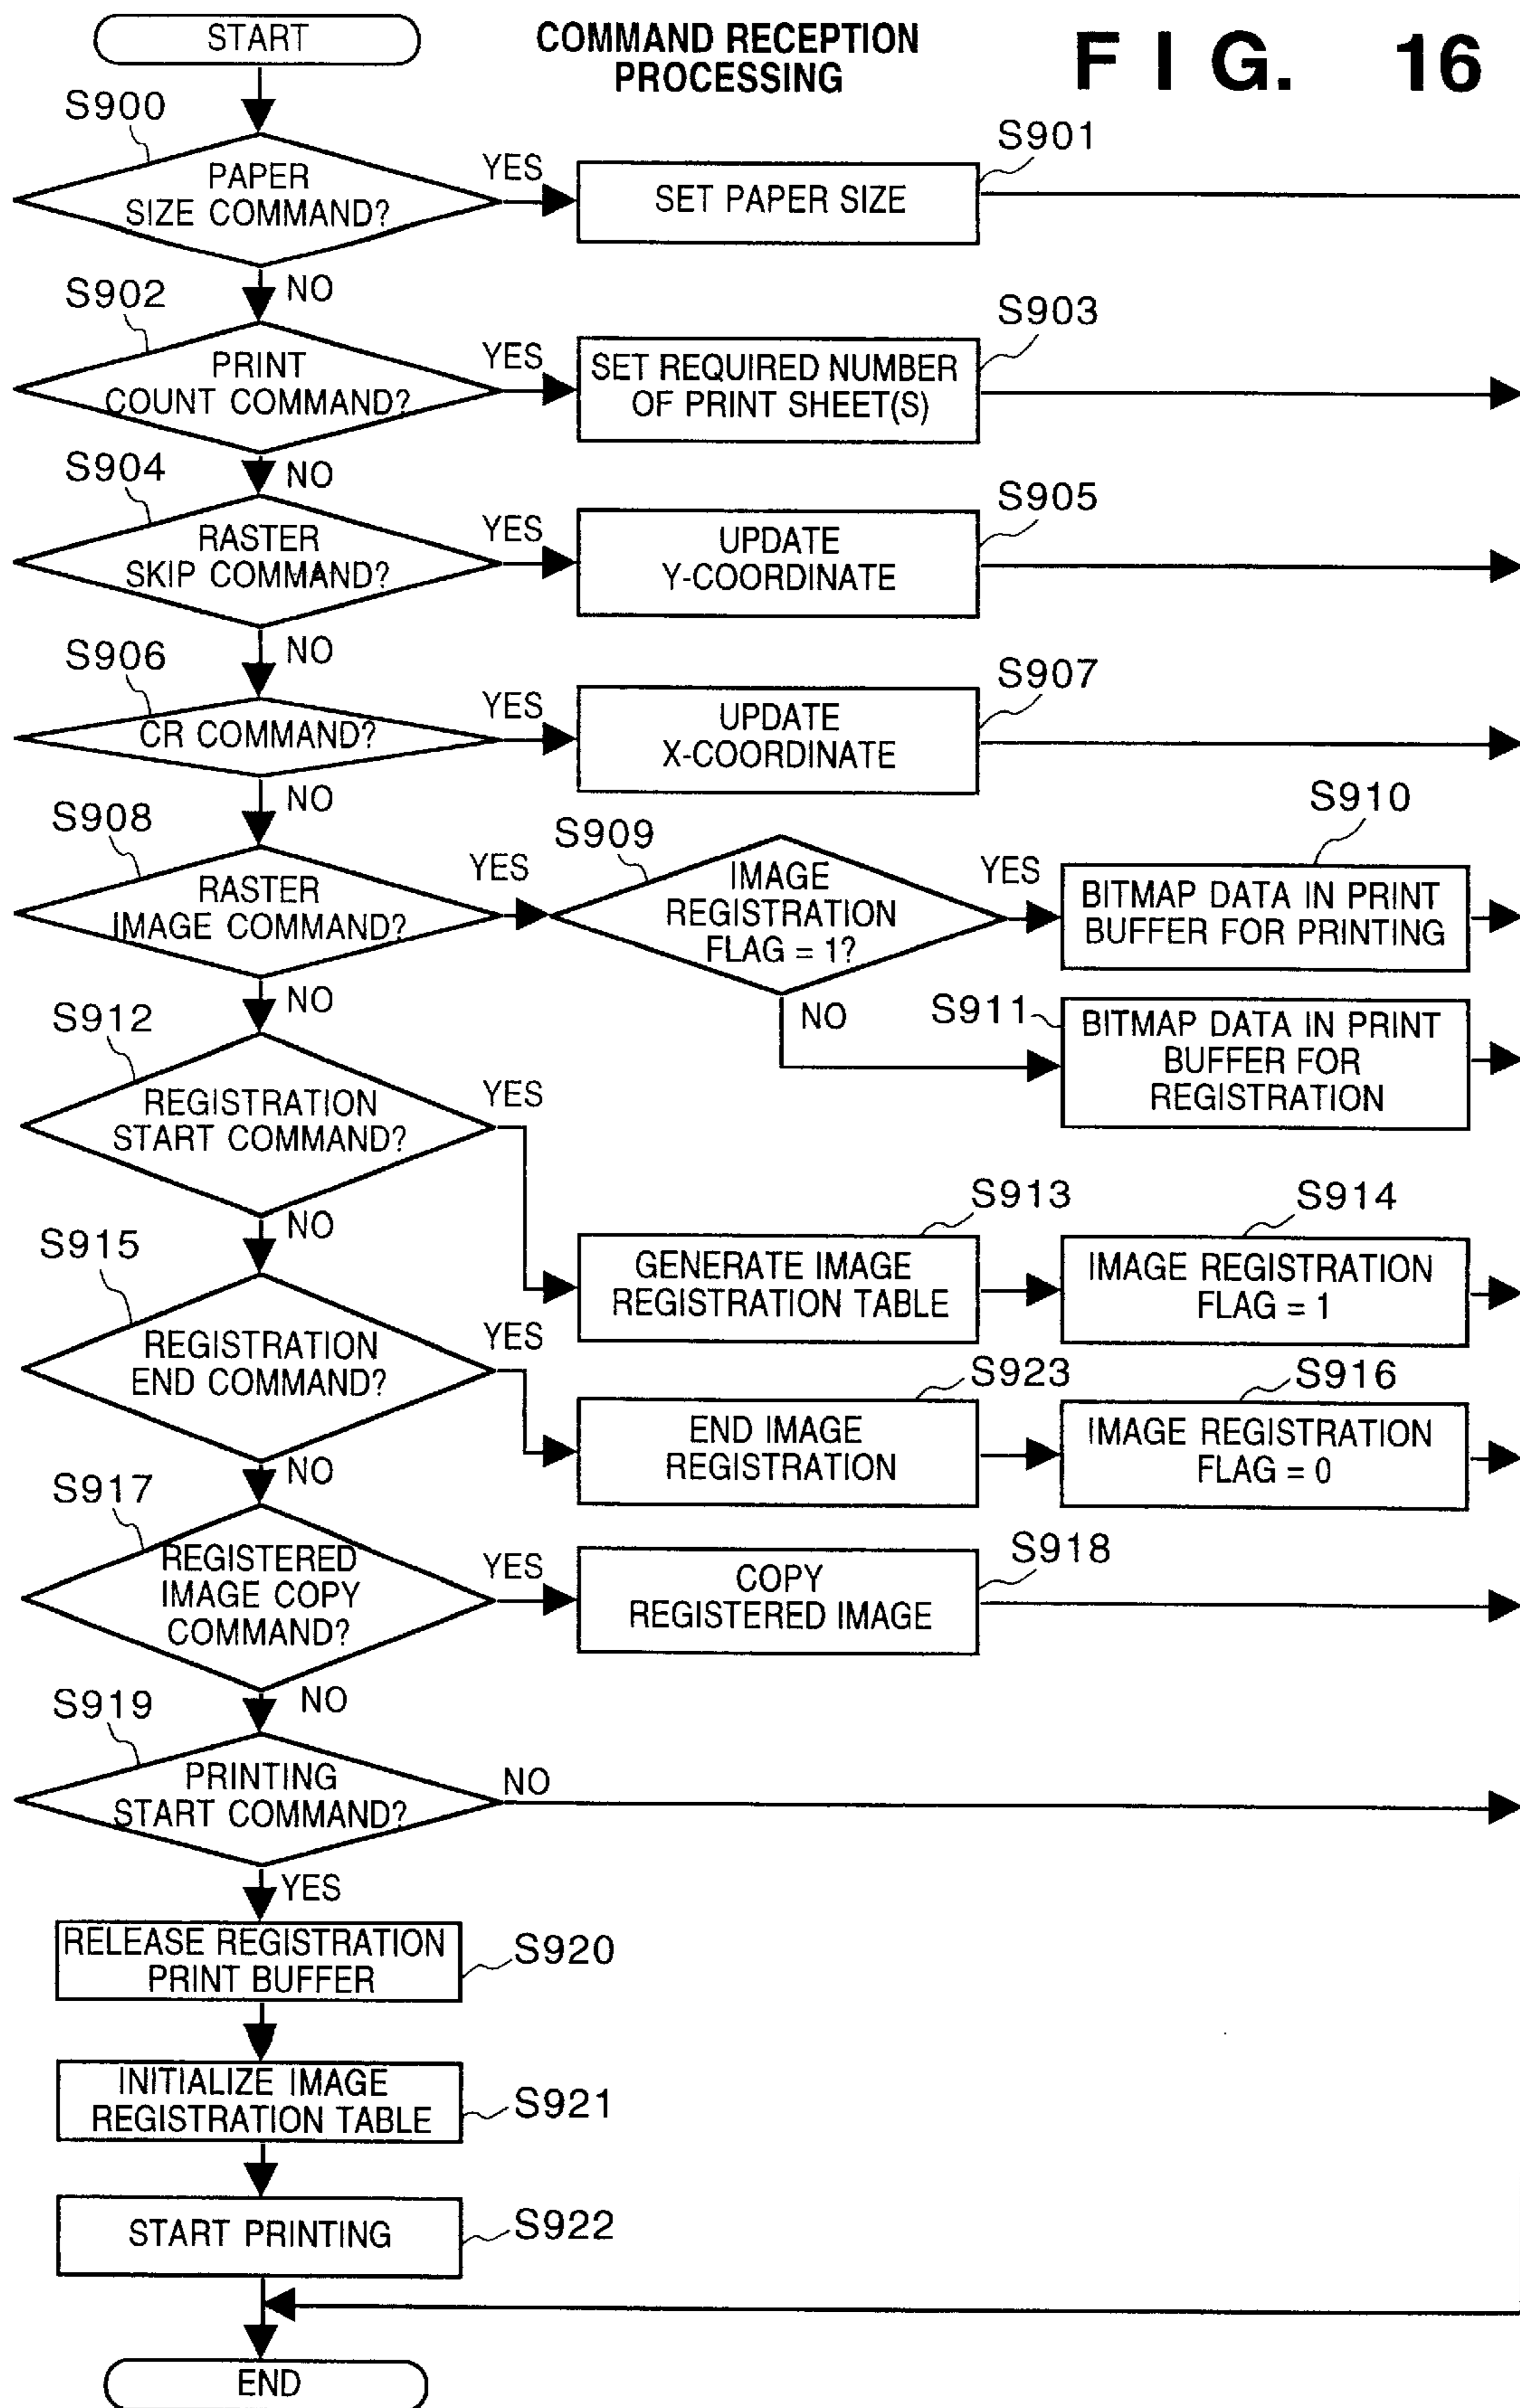 START
COMMAND RECEPTION
PROCESSING
FIG. 16
S900
PAPER
SIZE COMMAND?
YES
S901
SET PAPER SIZE
NO
S902
PRINT
COUNT COMMAND?
YES
S903
SET REQUIRED NUMBER
OF PRINT SHEET(S)
NO
S904
RASTER
SKIP COMMAND?
YES
S905
UPDATE
Y-COORDINATE
NO
S906
CR COMMAND?
YES
S907
UPDATE
X-COORDINATE
NO
S908
RASTER
IMAGE COMMAND?
YES
S909
IMAGE
REGISTRATION
FLAG = 1?
YES
S910
BITMAP DATA IN PRINT
BUFFER FOR PRINTING
NO
S911
BITMAP DATA IN PRINT
BUFFER FOR
REGISTRATION
NO
S912
REGISTRATION
START COMMAND?
YES
S913
GENERATE IMAGE
REGISTRATION TABLE
S914
IMAGE REGISTRATION
FLAG = 1
NO
S915
REGISTRATION
END COMMAND?
YES
S923
END IMAGE
REGISTRATION
S916
IMAGE REGISTRATION
FLAG = 0
NO
S917
REGISTERED
IMAGE COPY
COMMAND?
YES
S918
COPY
REGISTERED IMAGE
NO
S919
PRINTING
START COMMAND?
NO
YES
RELEASE REGISTRATION
PRINT BUFFER
S920
INITIALIZE IMAGE
REGISTRATION TABLE
S921
START PRINTING
S922
END